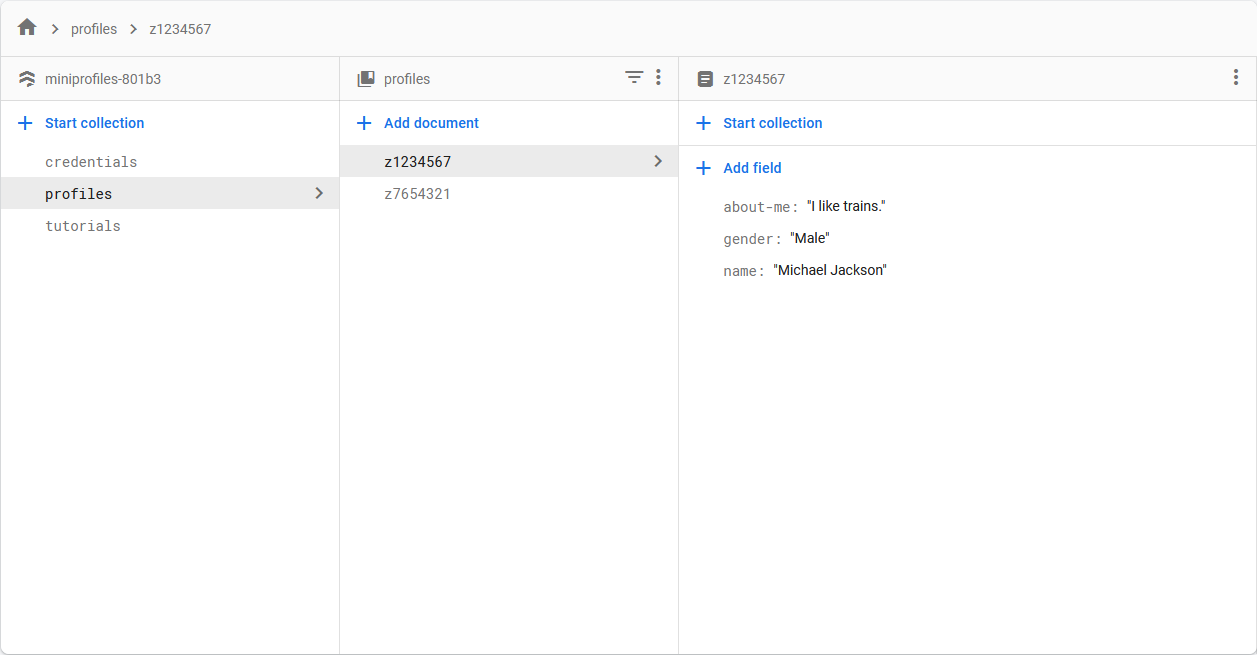 profiles z1234567
miniprofiles-801b3
Start collection
credentials
profiles
tutorials
profiles
Add document
z1234567
z7654321
z1234567
Start collection
Add field
about-me: "I like trains."
gender: "Male"
name: "Michael Jackson"